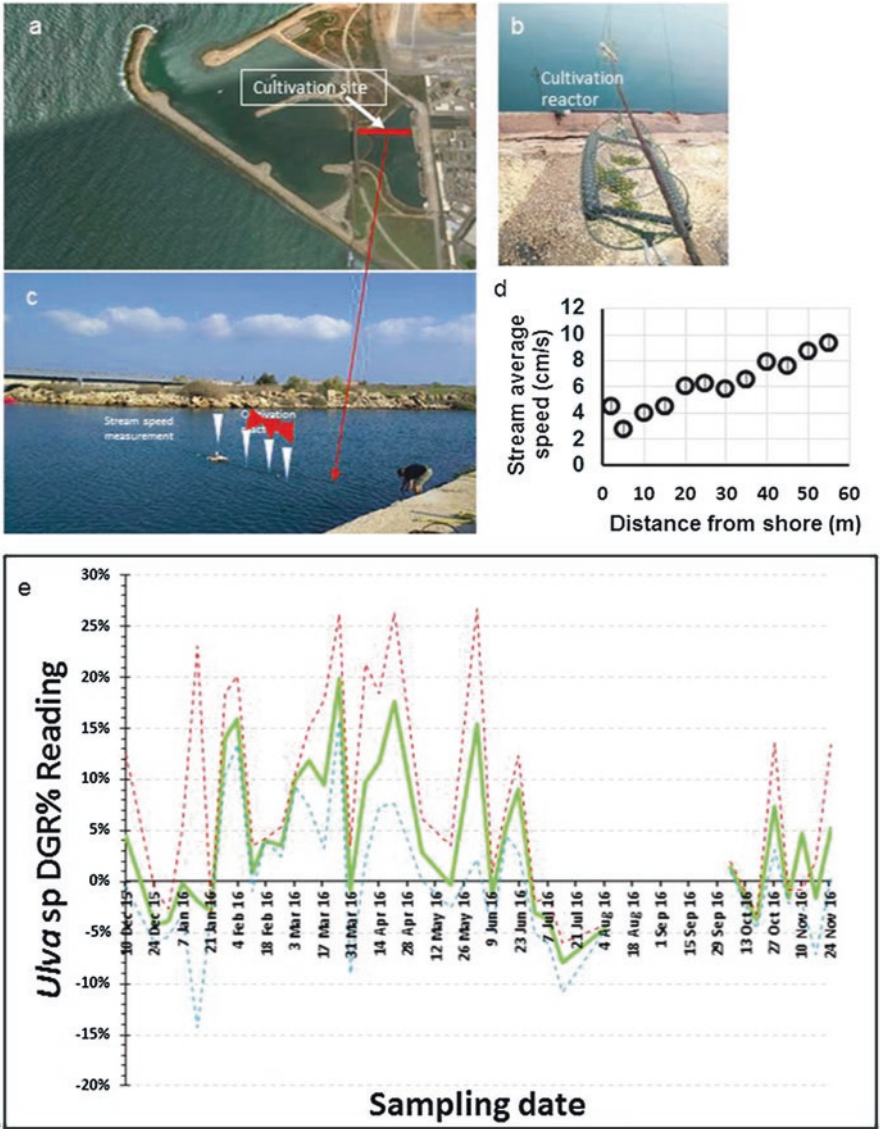 a
Cultivation site
b
Cultivation
reactor
c
Stream speed
measurement
d
12
10
8
6
4
2
0
Stream average
speed (cm/s)
0 10 20 30 40 50 60
Distance from shore (m)
e
30%
25%
20%
15%
10%
5%
0%
-5%
-10%
-15%
-20%
Ulva sp DGR% Reading
10 Dec 15
24 Dec 15
7 Jan 16
21 Jan 16
4 Feb 16
18 Feb 16
3 Mar 16
17 Mar 16
31 Mar 16
14 Apr 16
28 Apr 16
12 May 16
26 May 16
9 Jun 16
23 Jun 16
7 Jul 16
21 Jul 16
4 Aug 16
18 Aug 16
1 Sep 16
15 Sep 16
29 Sep 16
13 Oct 16
27 Oct 16
10 Nov 16
24 Nov 16
Sampling date